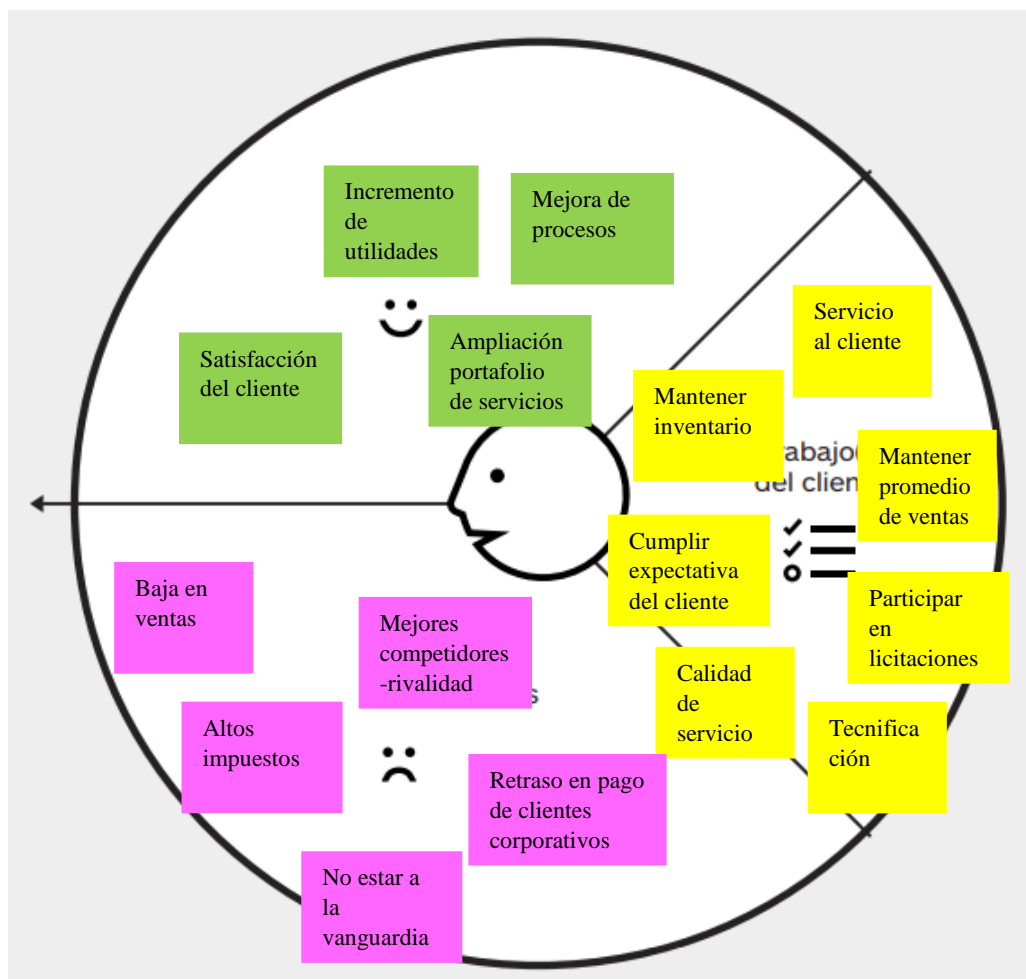 Incremento
de
utilidades
Mejora de
procesos
Satisfacción
del cliente
Ampliación
portafolio
de servicios
Servicio
al cliente
Mantener
inventario
Mantener
promedio
de ventas
Cumplir
expectativa
del cliente
Participar
en
licitaciones
Calidad
de
servicio
Tecnifica
ción
Baja en
ventas
Mejores
competidores
-rivalidad
Altos
impuestos
Retraso en pago
de clientes
corporativos
No estar a
la
vanguardia